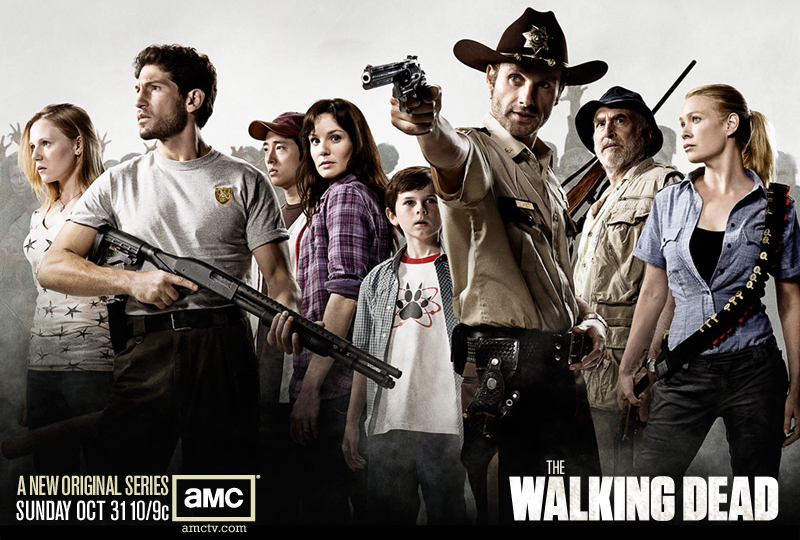 A NEW ORIGINAL SERIES
SUNDAY OCT 31 10/9c
aMC
amctv.com
THE
WALKING DEAD